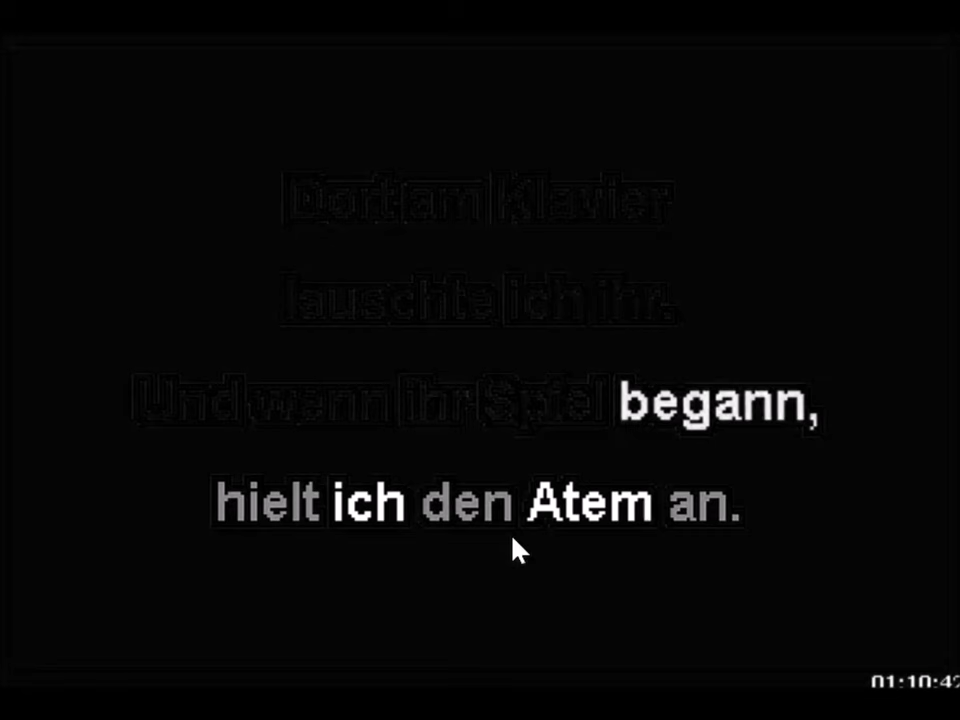 Dort am Klavier
lauschte ich ihr.
Und wenn ihr Spiel begann,
hielt ich den Atem an.
01:10:42